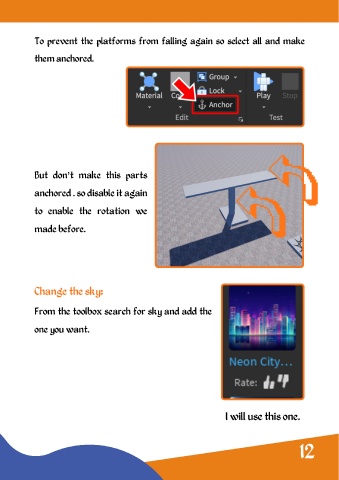 To prevent the platforms from falling again so select all and make
them anchored.
Group
Lock
Material
Anchor
Play
Stop
Edit
Test
But don't make this parts
anchored . so disable it again
to enable the rotation we
made before.
Change the sky:
From the toolbox search for sky and add the
one you want.
Neon City...
Rate:
I will use this one.
12